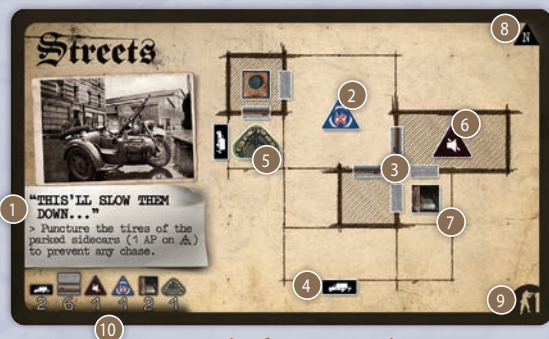 Streets
8
N
2
6
5
3
1
"THIS'LL SLOW THEM
DOWN..."
> Puncture the tires of the
parked sidecars (1 AP on
)
to prevent any chase.
7
4
2 6 1 1 2 1
9
1
10